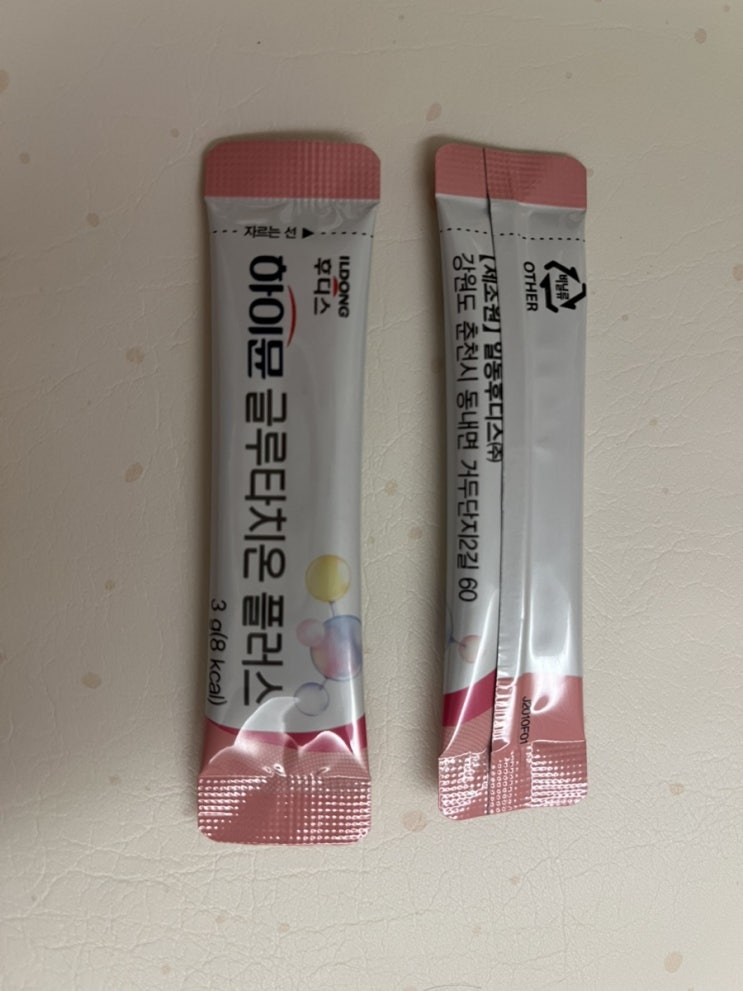 자르는 선 ▶
ILDONG
후디스
하이뮨 글루타치온 플러스
3 g(8 kcal)
비닐류
OTHER
[제조원] 일동후디스㈜
강원도 춘천시 동내면 거두단지2길 60
J2010F01